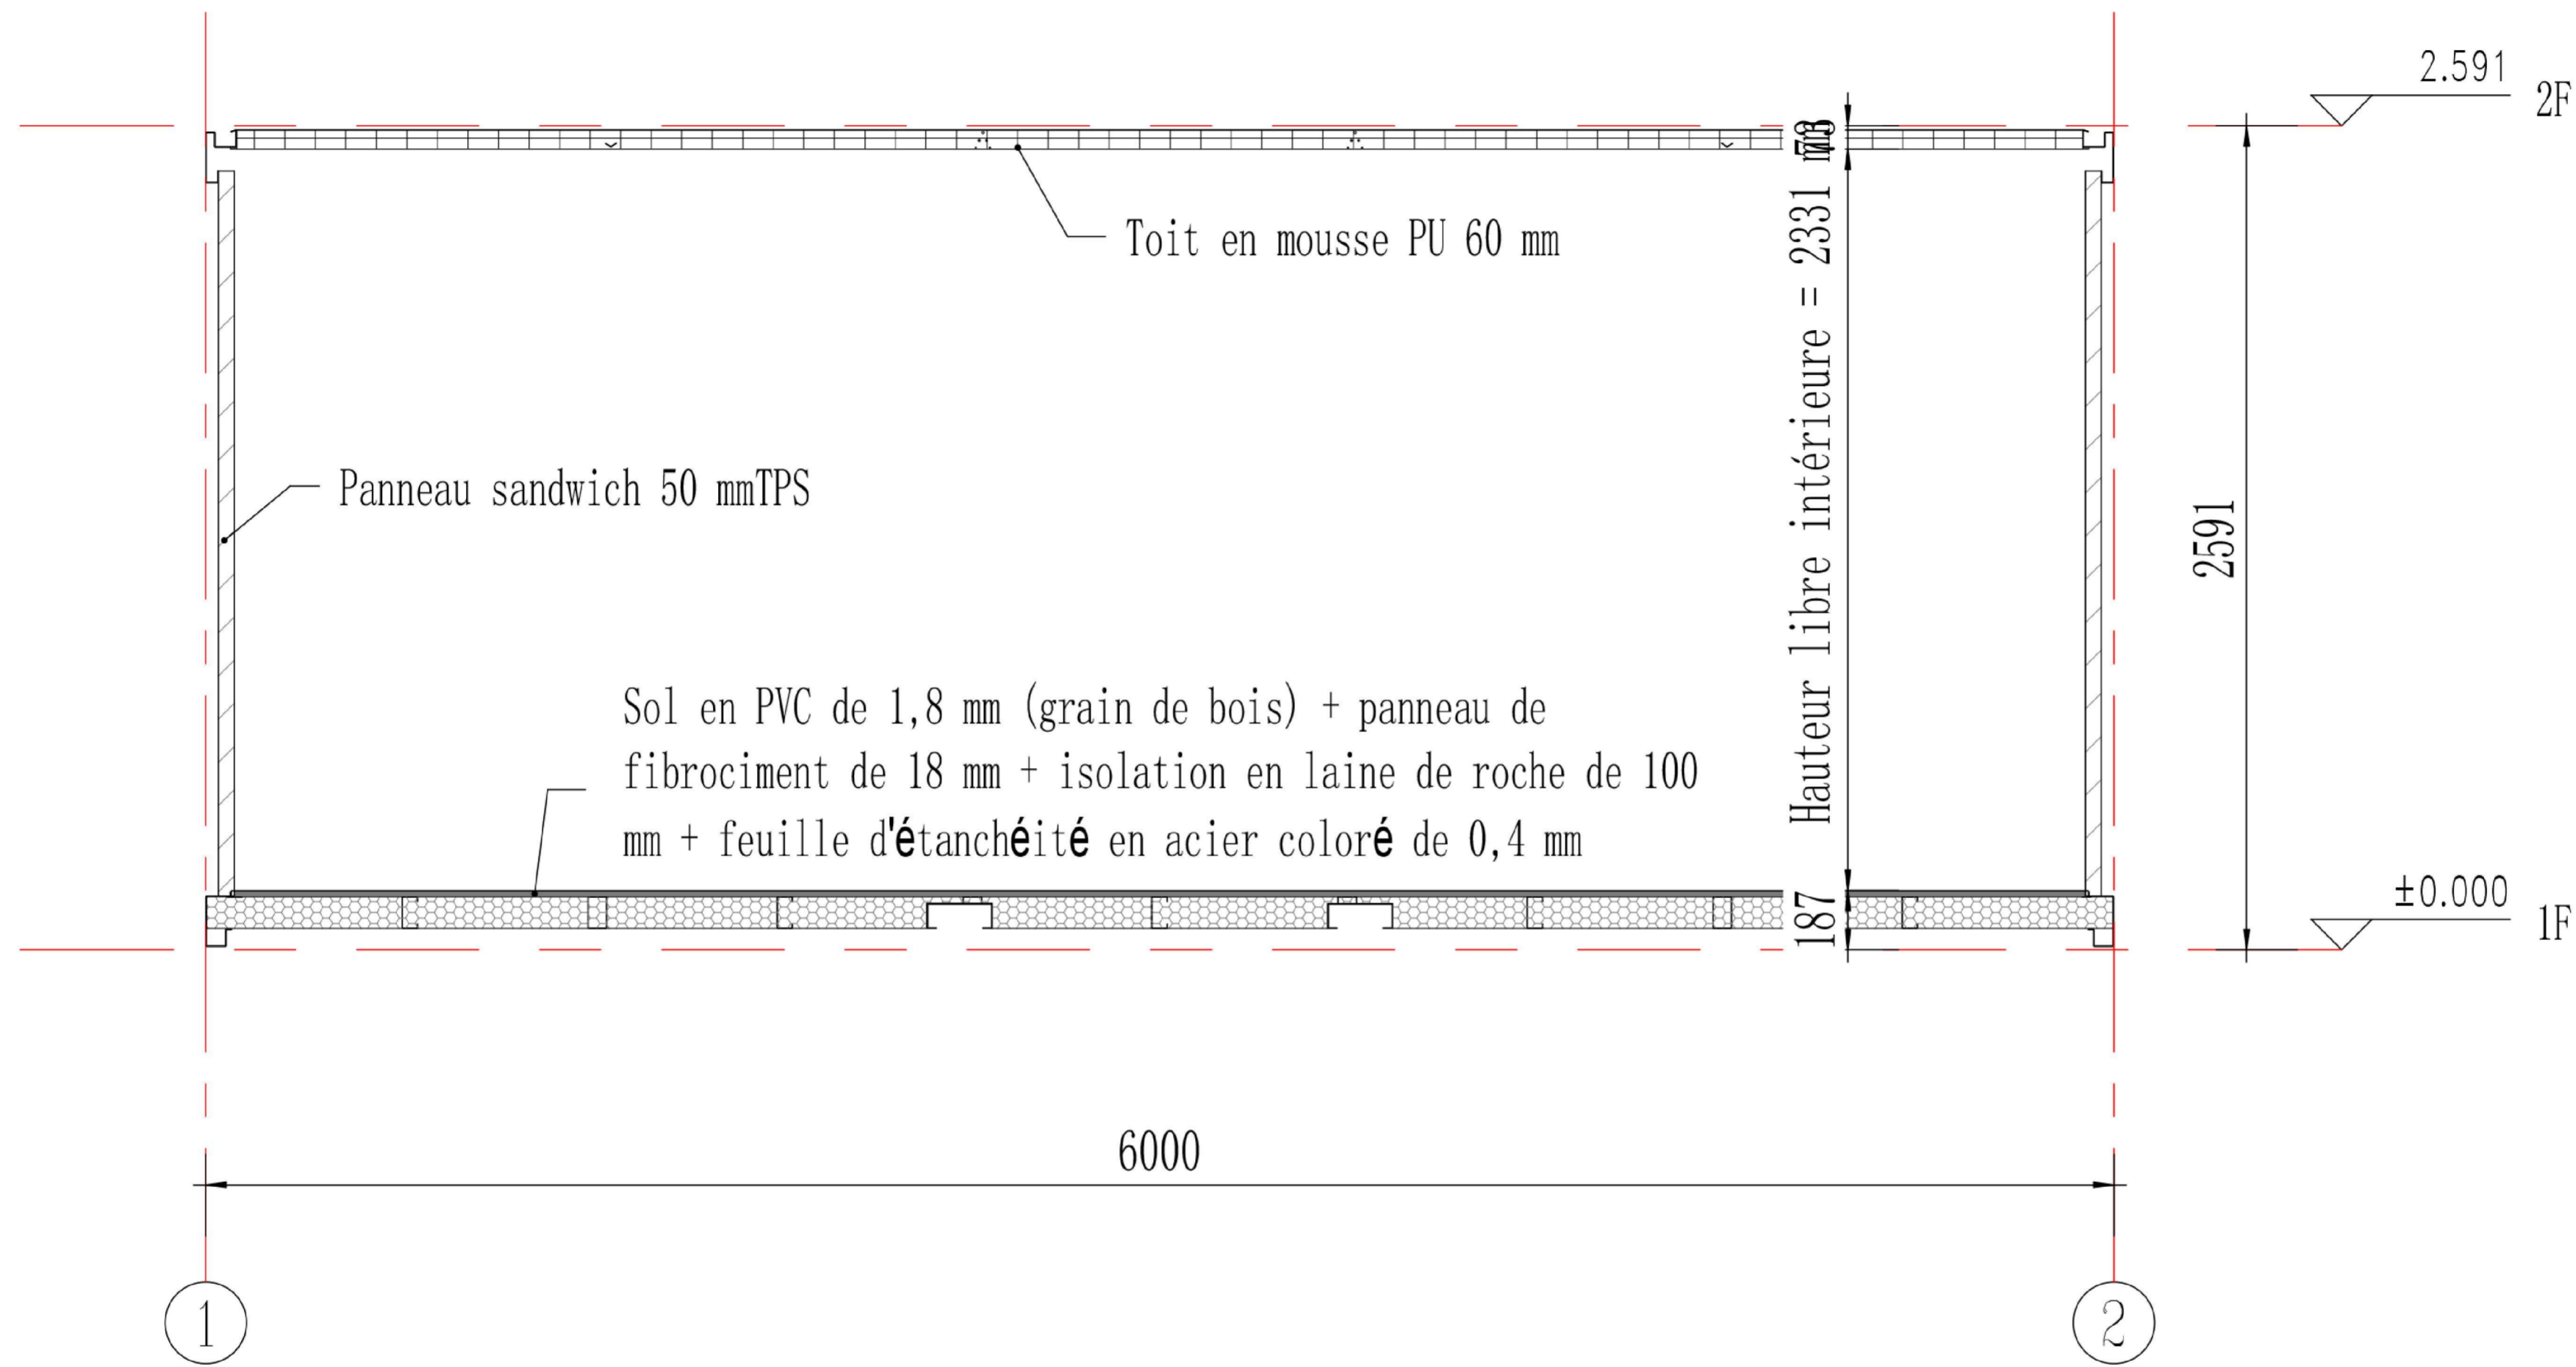 2.591
2F
73
Toit en mousse PU 60 mm
Hauteur libre intérieure = 2331 mm
Panneau sandwich 50 mmTPS
2591
Sol en PVC de 1,8 mm (grain de bois) + panneau de
fibrociment de 18 mm + isolation en laine de roche de 100
mm + feuille d'étanchéité en acier coloré de 0,4 mm
187
±0.000
1F
6000
1
2